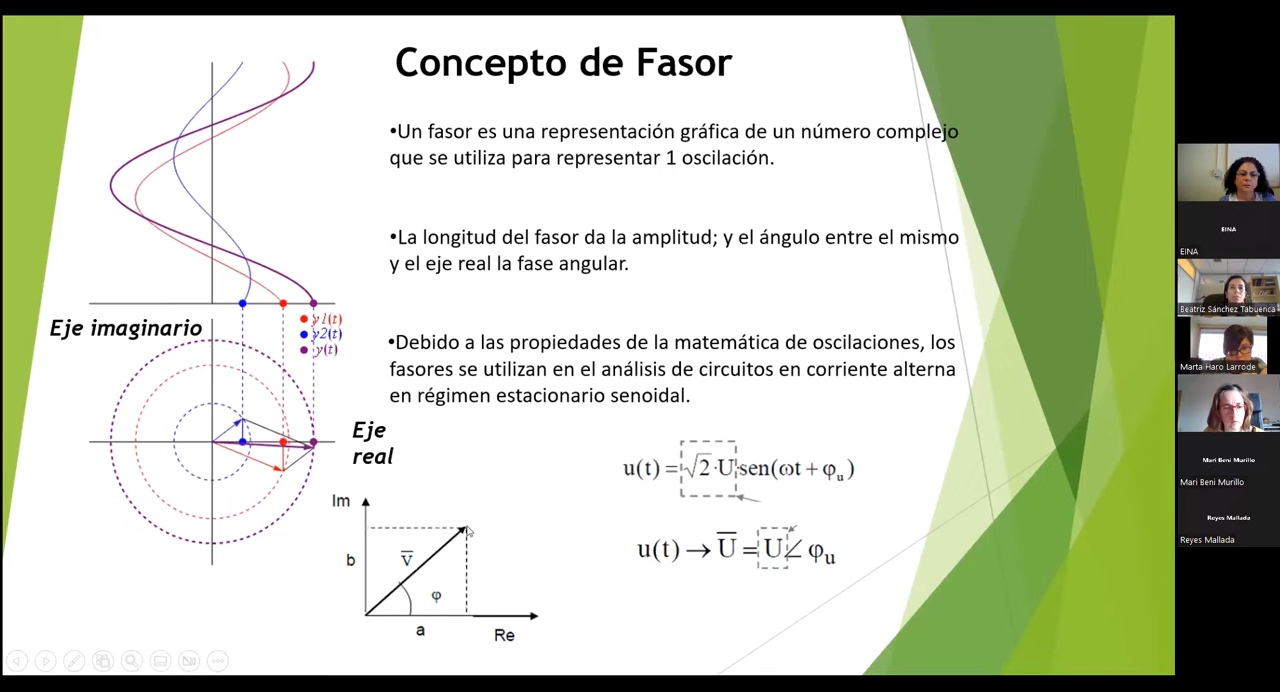 Concepto de Fasor
•Un fasor es una representación gráfica de un número complejo
que se utiliza para representar 1 oscilación.
•La longitud del fasor da la amplitud; y el ángulo entre el mismo
y el eje real la fase angular.
Eje imaginario
y1(t)
y2(t)
y(t)
•Debido a las propiedades de la matemática de oscilaciones, los
fasores se utilizan en el análisis de circuitos en corriente alterna
en régimen estacionario senoidal.
Eje
real
u(t) = √2·U sen(ωt + φᵤ)
u(t) → U̅ = U∠ φᵤ
Im
b
v̅
φ
a
Re
EINA
EINA
Beatriz Sánchez Tabuenca
Marta Haro Larrode
Mari Beni Murillo
Mari Beni Murillo
Reyes Mallada
Reyes Mallada